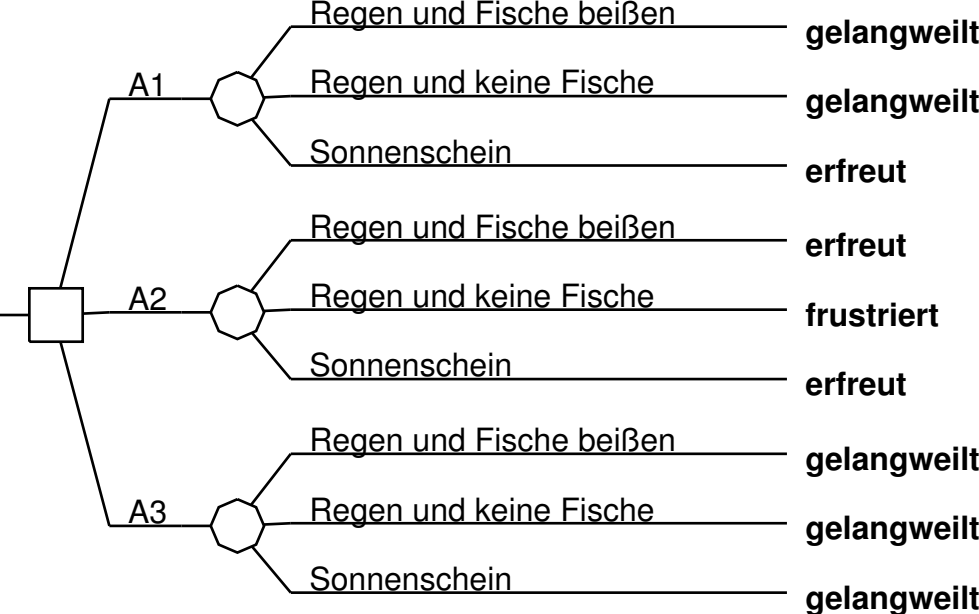 Regen und Fische beißen gelangweilt
A1 Regen und keine Fische gelangweilt
Sonnenschein erfreut
Regen und Fische beißen erfreut
A2 Regen und keine Fische frustriert
Sonnenschein erfreut
Regen und Fische beißen gelangweilt
A3 Regen und keine Fische gelangweilt
Sonnenschein gelangweilt